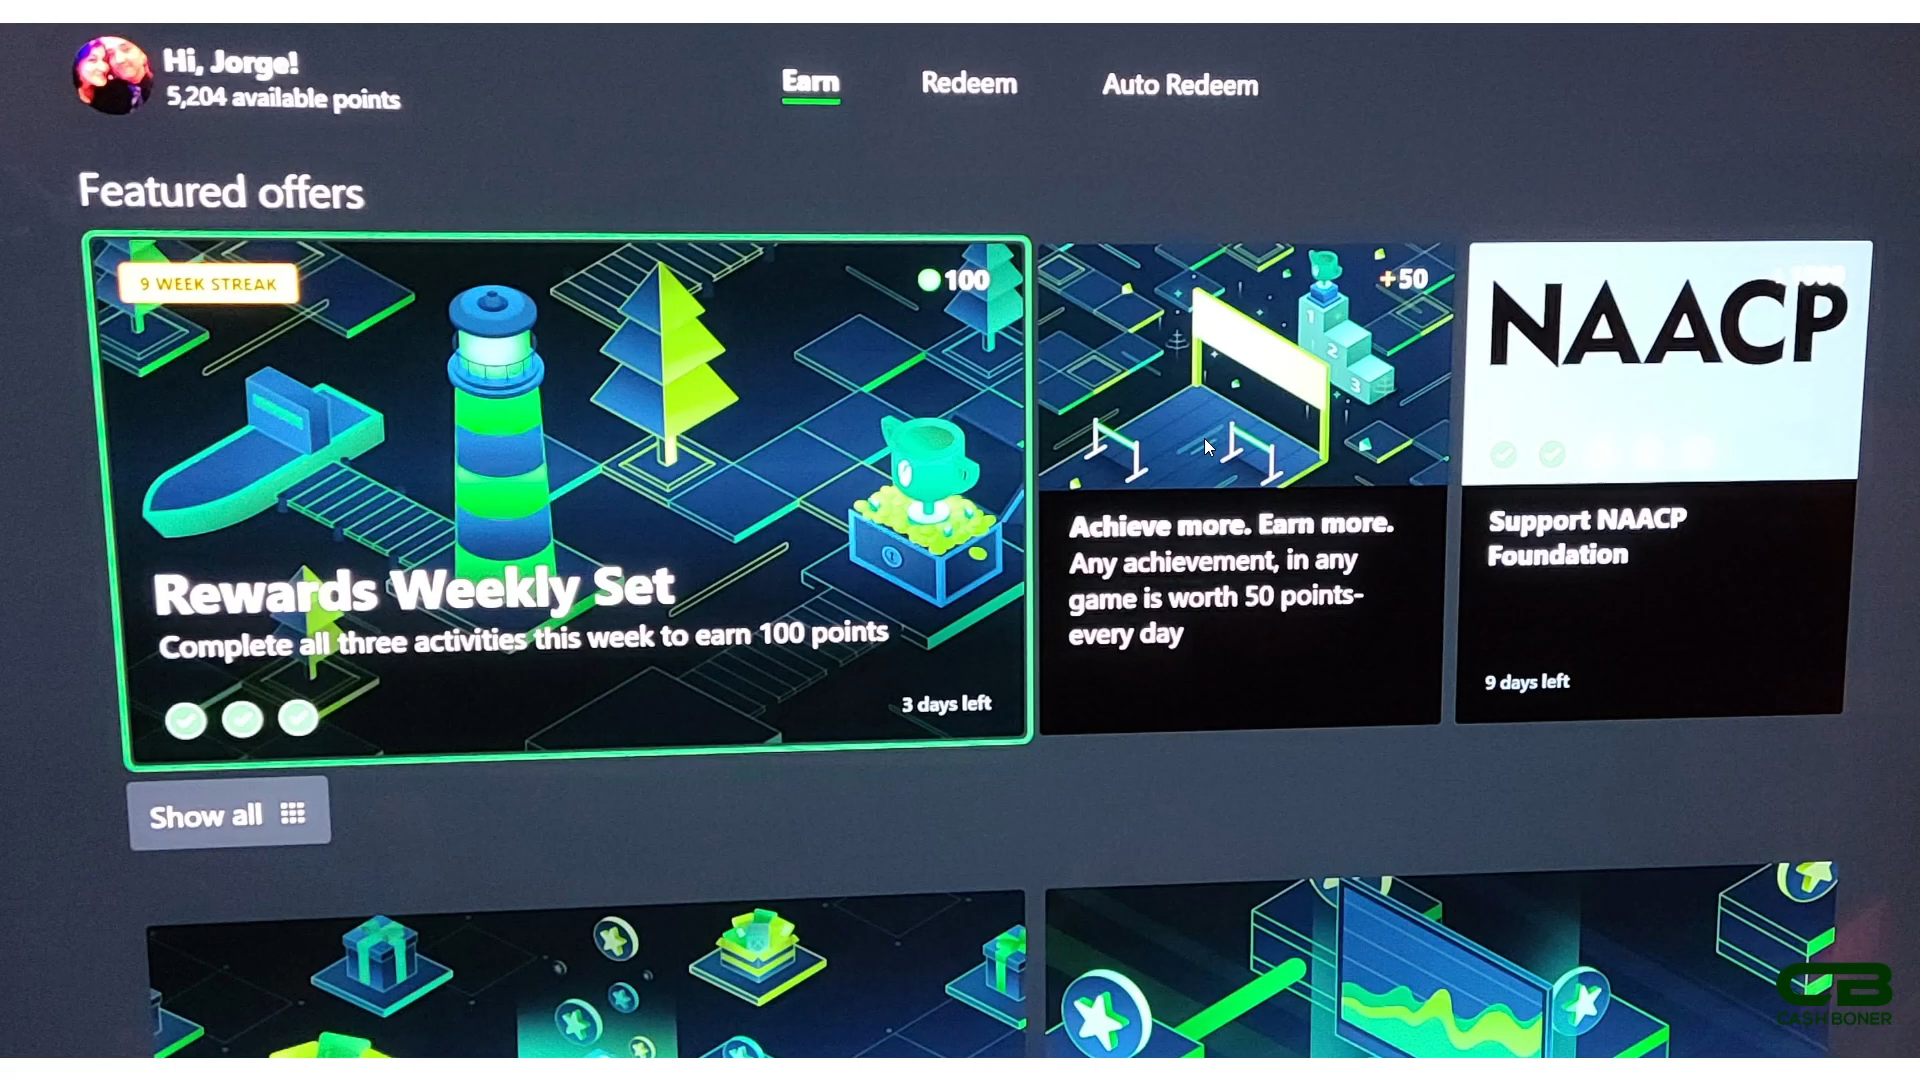 Hi, Jorge!
5,204 available points
Earn
Redeem
Auto Redeem
Featured offers
9 WEEK STREAK
100
Rewards Weekly Set
Complete all three activities this week to earn 100 points
3 days left
+50
1
2
3
Achieve more. Earn more.
Any achievement, in any
game is worth 50 points-
every day
NAACP
Support NAACP
Foundation
9 days left
Show all
CB
CASH BONER